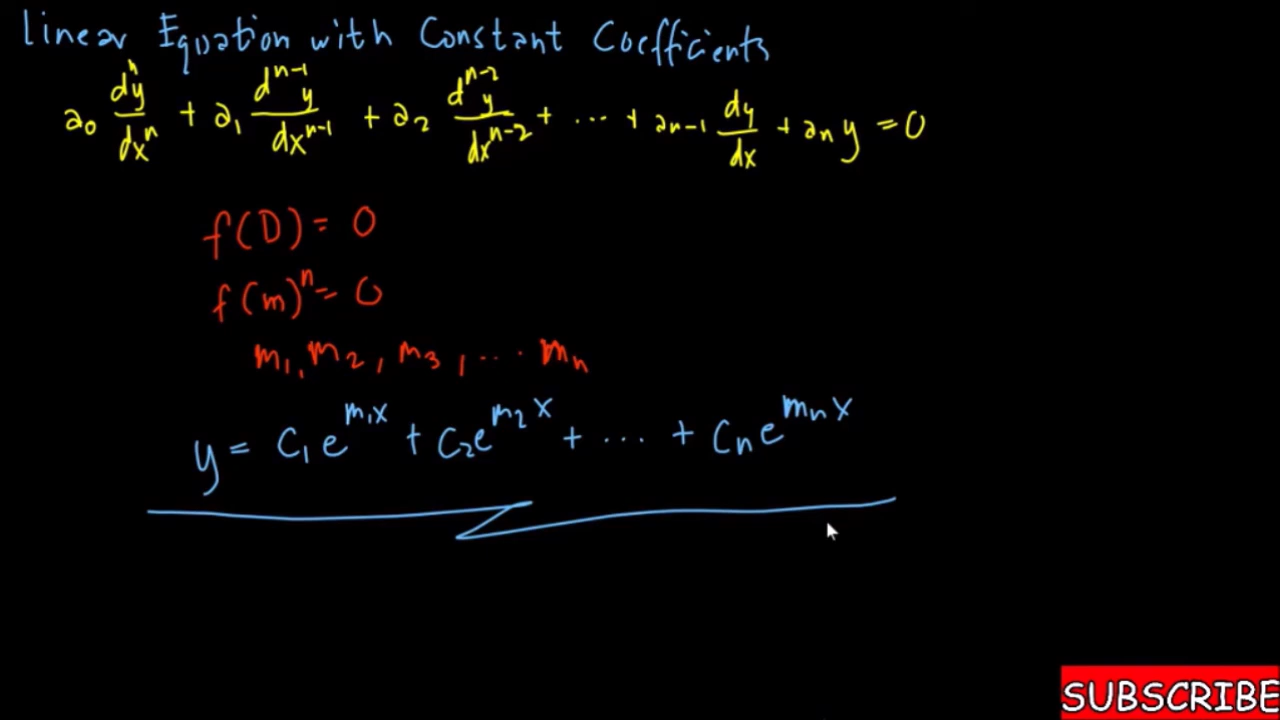 Linear Equation with Constant Coefficients
a₀ dⁿy/dxⁿ + a₁ dⁿ⁻¹y/dxⁿ⁻¹ + a₂ dⁿ⁻²y/dxⁿ⁻² + ... + aₙ₋₁ dy/dx + aₙ y = 0
f(D) = 0
f(m)ⁿ = 0
m₁, m₂, m₃, ... mₙ
y = c₁e^(m₁x) + c₂e^(m₂x) + ... + cₙe^(mₙx)
SUBSCRIBE